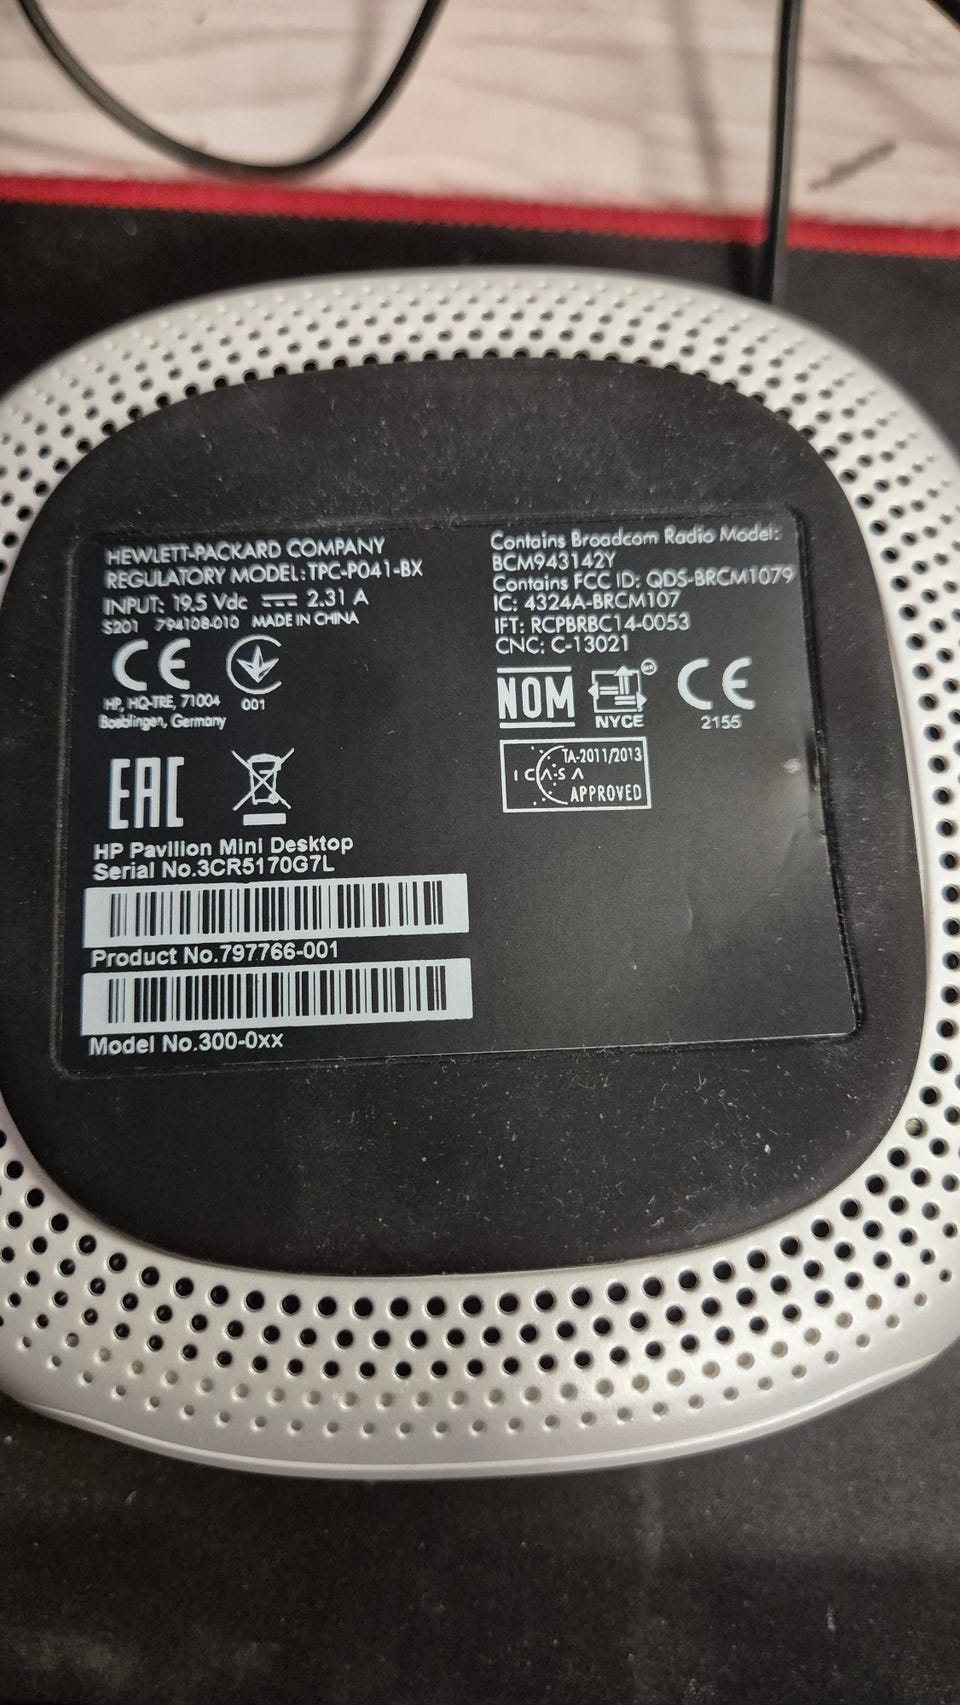 HEWLETT-PACKARD COMPANY
REGULATORY MODEL: TPC-P041-BX
INPUT: 19.5 Vdc 2.31 A
S201 794108-010 MADE IN CHINA
CE
001
HP, HQ-TRE, 71004
Boeblingen, Germany
EAC
HP Pavilion Mini Desktop
Serial No.3CR5170G7L
Product No.797766-001
Model No.300-0xx
Contains Broadcom Radio Model:
BCM943142Y
Contains FCC ID: QDS-BRCM1079
IC: 4324A-BRCM107
IFT: RCPBRBC14-0053
CNC: C-13021
NOM
NYCE
CE
2155
TA-2011/2013
ICASA
APPROVED